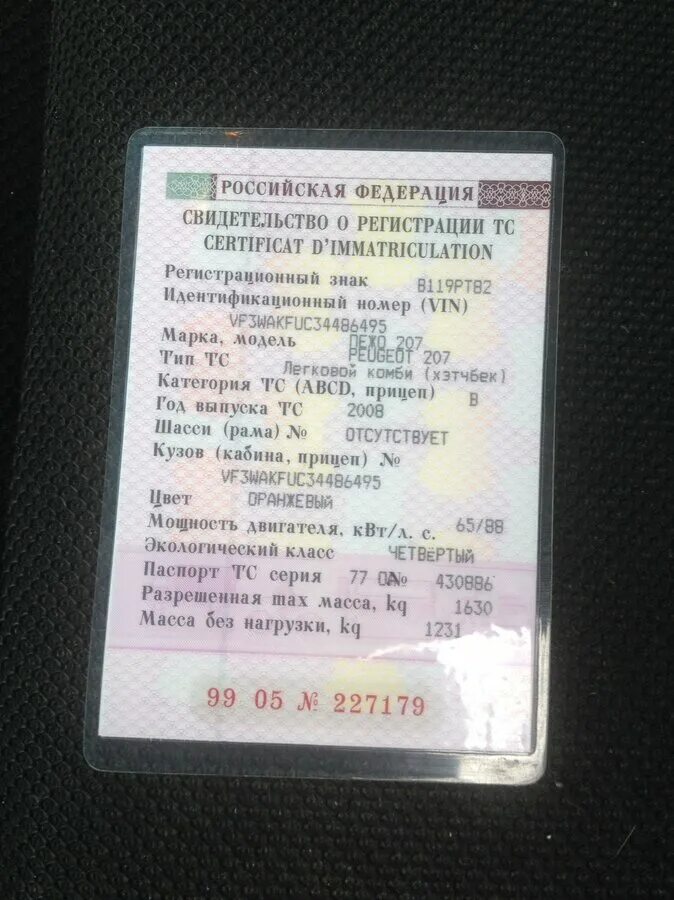 РОССИЙСКАЯ ФЕДЕРАЦИЯ
СВИДЕТЕЛЬСТВО О РЕГИСТРАЦИИ ТС
CERTIFICAT D'IMMATRICULATION
Регистрационный знак В119РТ82
Идентификационный номер (VIN)
VF3WAKFUC34486495
Марка, модель ПЕЖО 207
PEUGEOT 207
Тип ТС Легковой комби (хэтчбек)
Категория ТС (ABCD, прицеп) B
Год выпуска ТС 2008
Шасси (рама) № ОТСУТСТВУЕТ
Кузов (кабина, прицеп) №
VF3WAKFUC34486495
Цвет ОРАНЖЕВЫЙ
Мощность двигателя, кВт/л. с. 65/88
Экологический класс ЧЕТВЁРТЫЙ
Паспорт ТС серия 77 ОА № 430886
Разрешенная max масса, kg 1630
Масса без нагрузки, kg 1231
99 05 № 227179